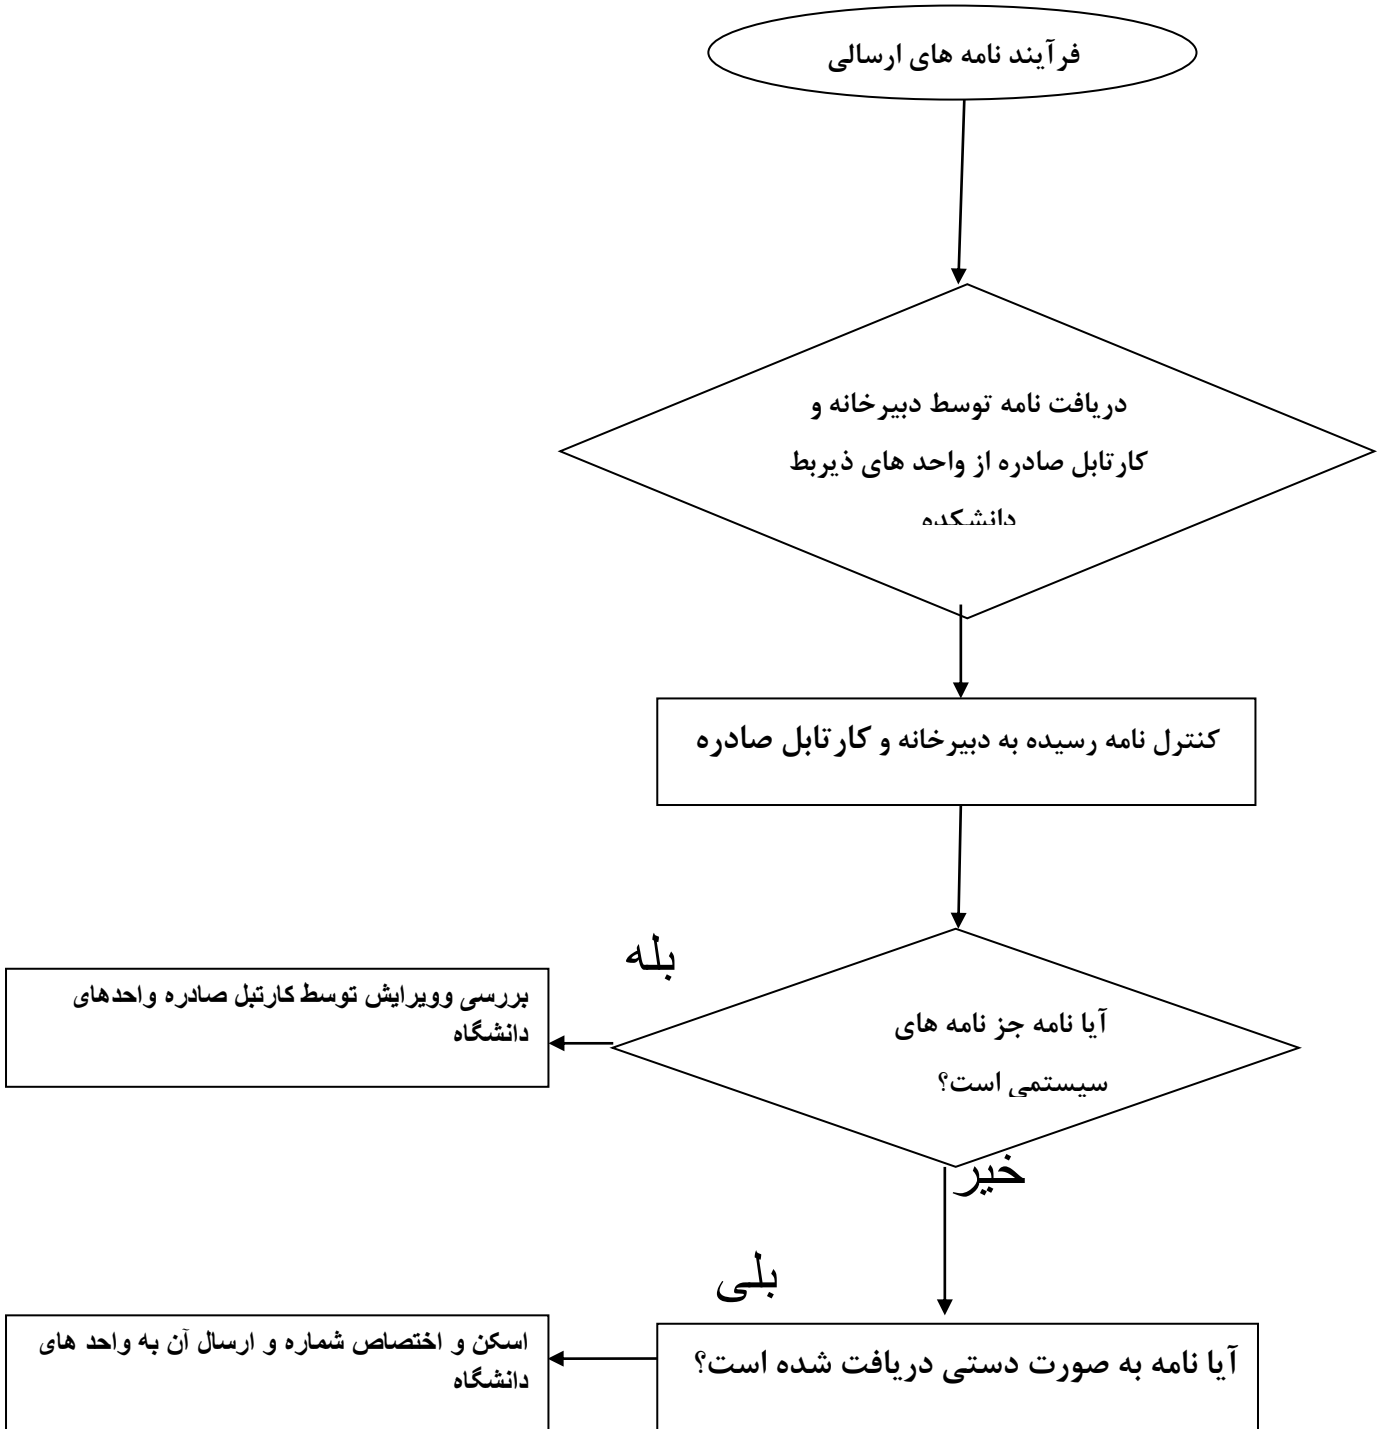 فرآیند نامه های ارسالی
دریافت نامه توسط دبیرخانه و
کارتابل صادره از واحد های ذیربط
دانشکده
کنترل نامه رسیده به دبیرخانه و کارتابل صادره
بله
بررسی وویرایش توسط کارتبل صادره واحدهای
دانشگاه
آیا نامه جز نامه های
سیستمی است؟
خیر
بلی
آیا نامه به صورت دستی دریافت شده است؟
اسکن و اختصاص شماره و ارسال آن به واحد های
دانشگاه